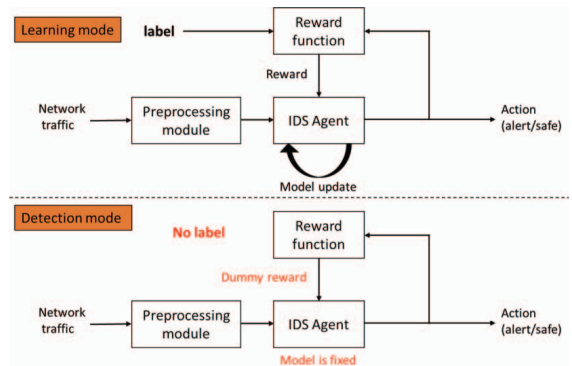 Learning mode
label
Reward
function
Reward
Network
traffic
Preprocessing
module
IDS Agent
Action
(alert/safe)
Model update
Detection mode
No label
Reward
function
Dummy reward
Network
traffic
Preprocessing
module
IDS Agent
Action
(alert/safe)
Model is fixed